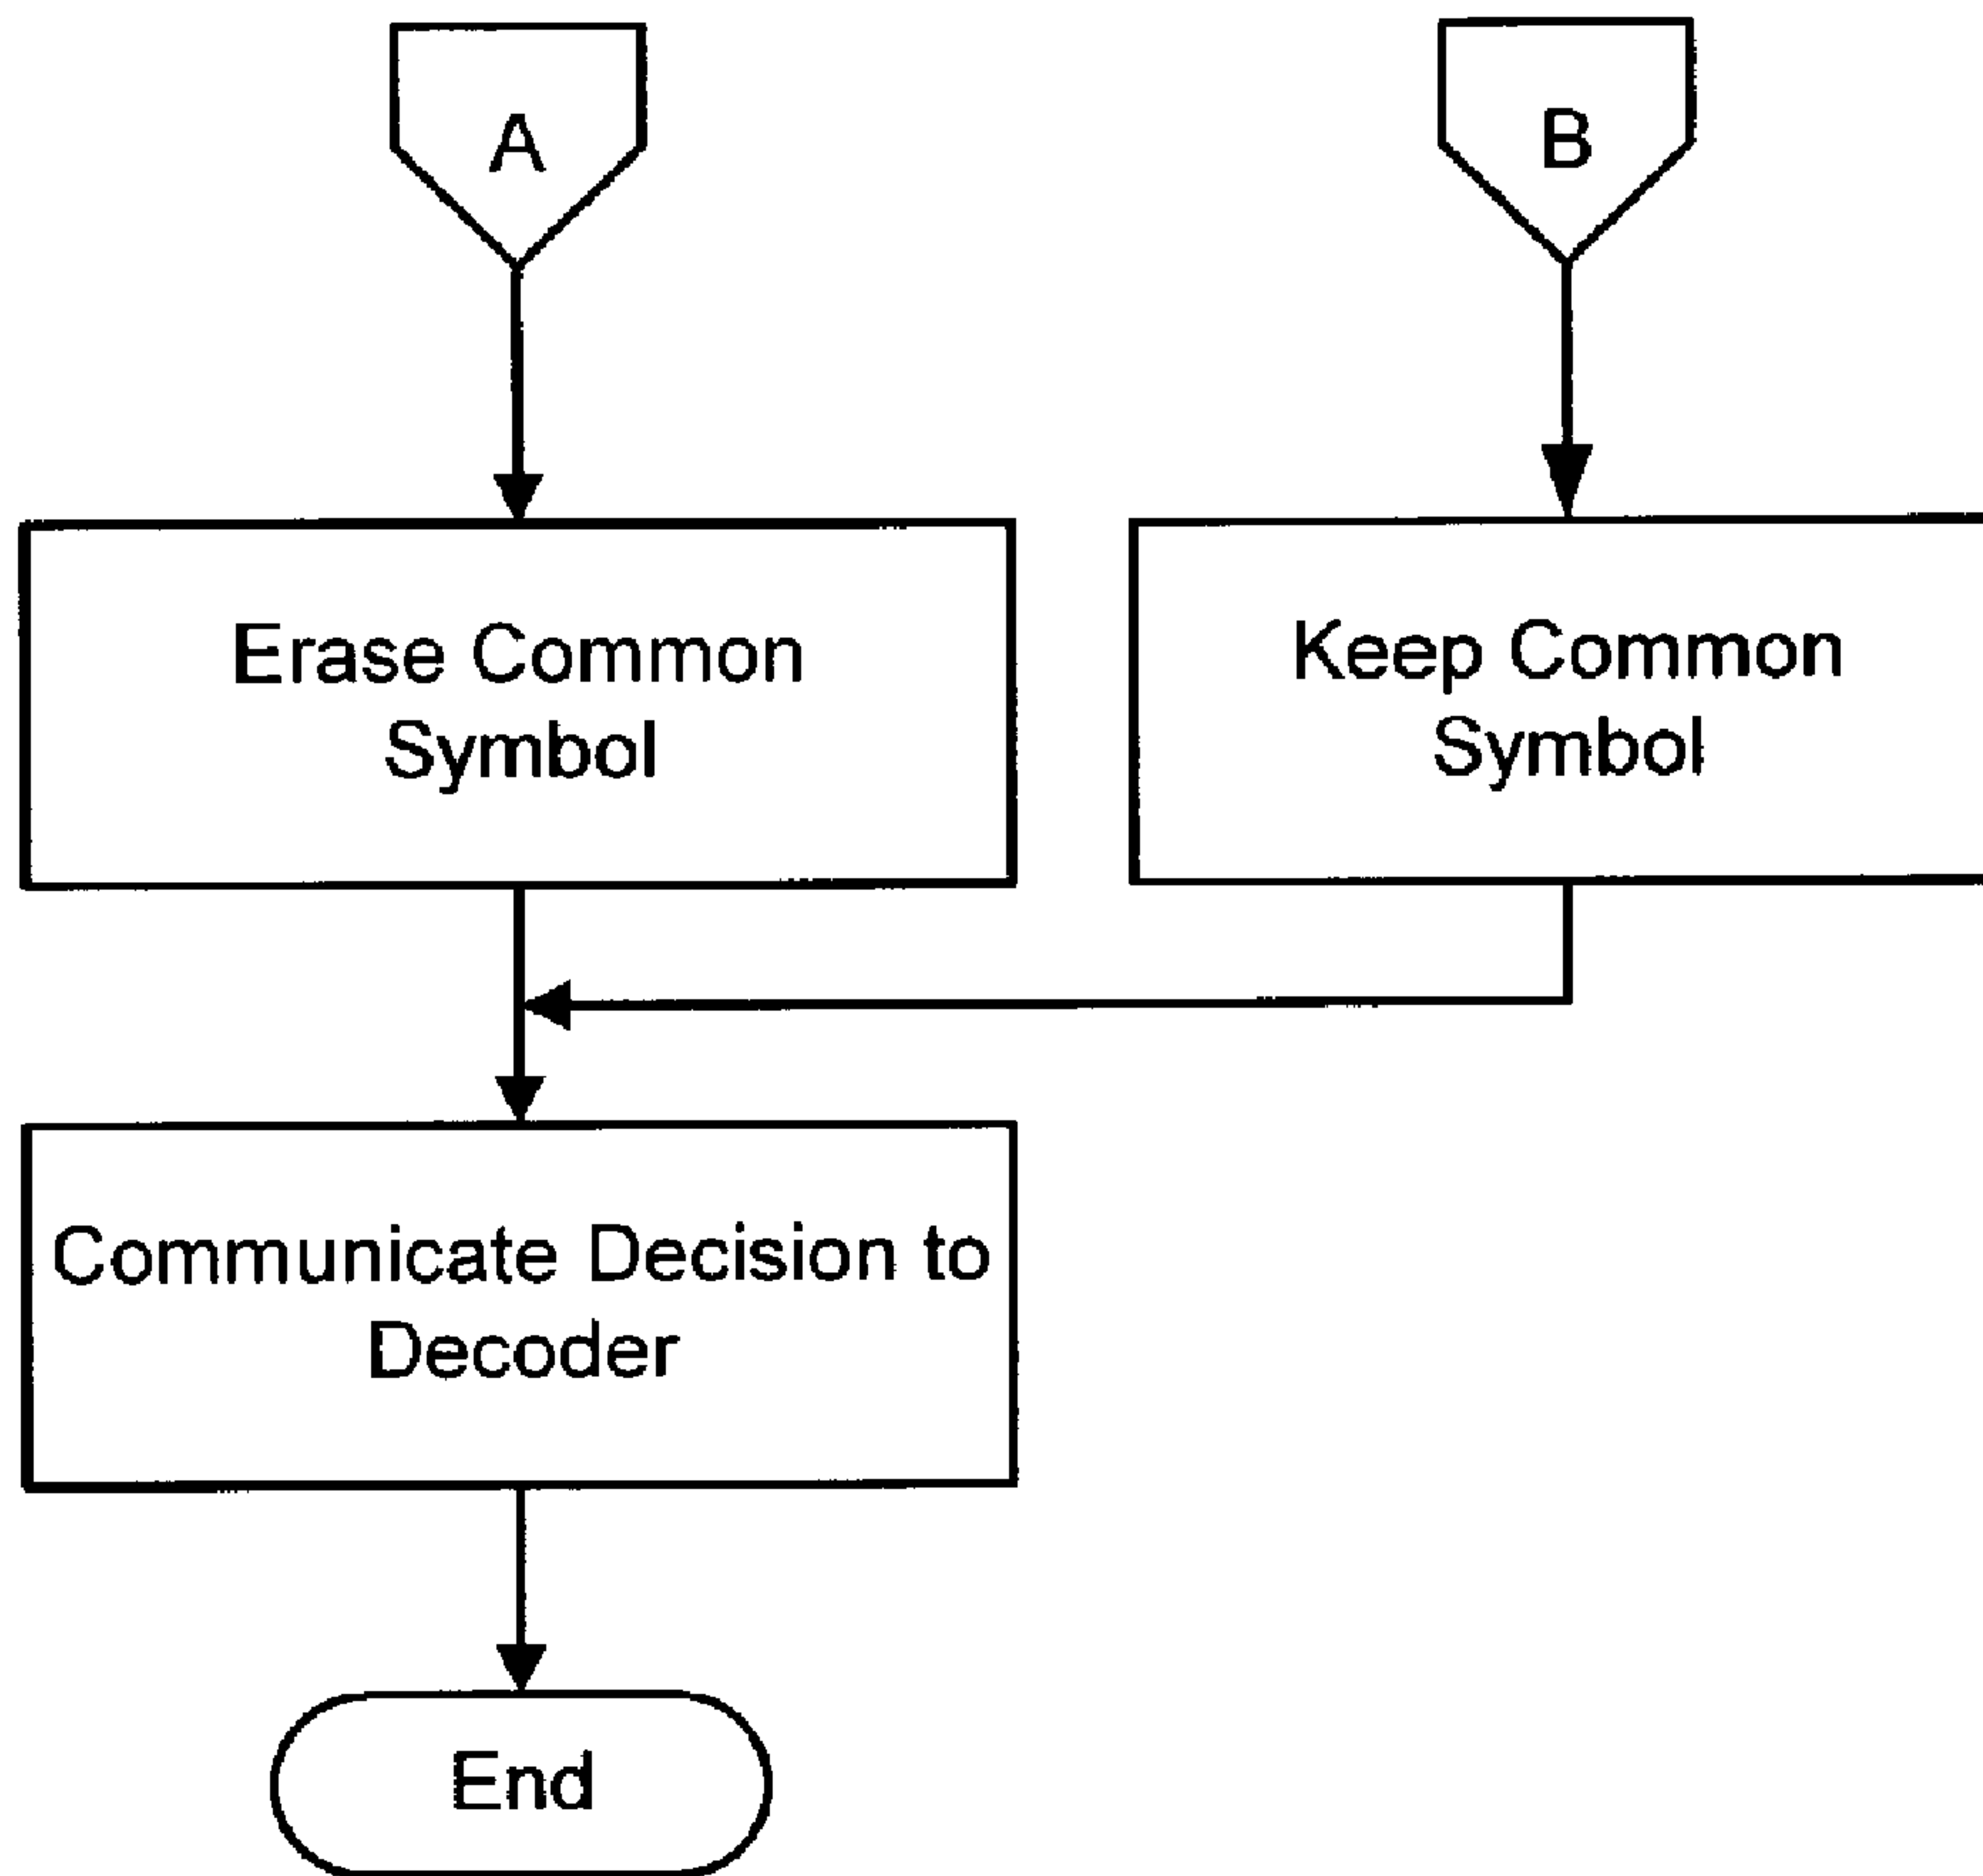 A
B
Erase Common
Symbol
Keep Common
Symbol
Communicate Decision to
Decoder
End